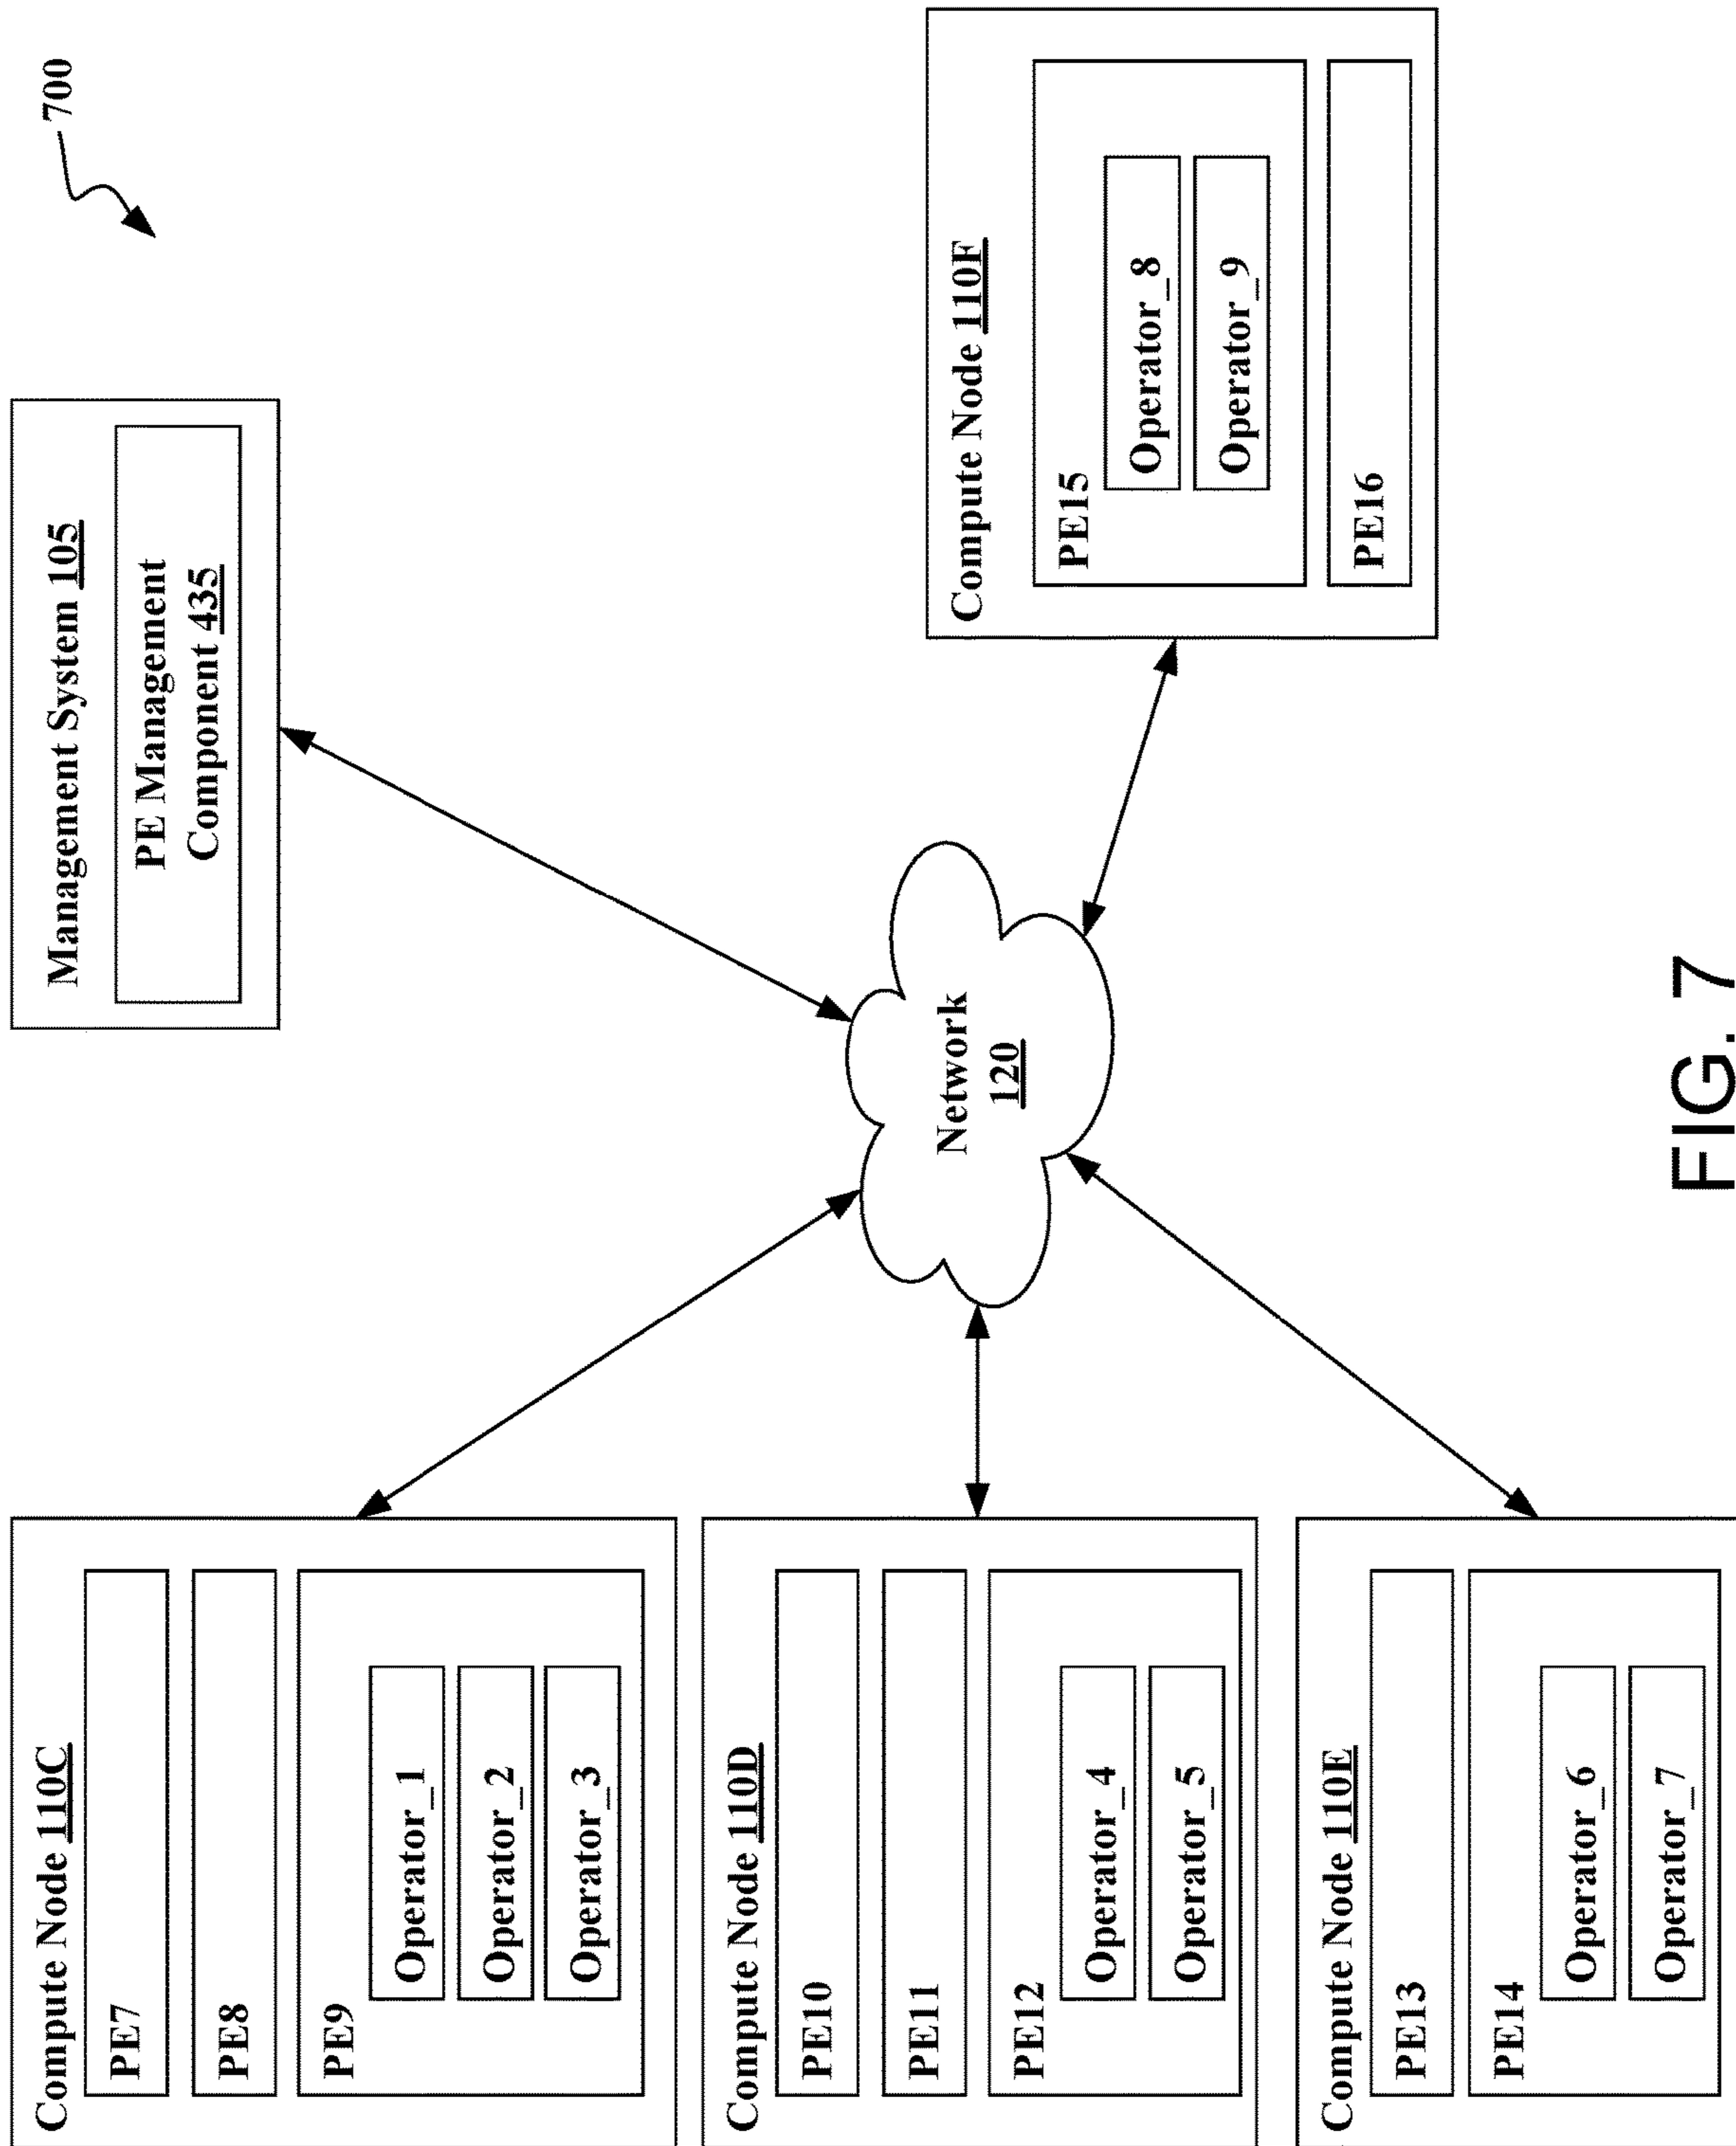 700
Management System 105
PE Management
Component 435
Compute Node 110C
PE7
PE8
PE9
Operator_1
Operator_2
Operator_3
Compute Node 110D
PE10
PE11
PE12
Operator_4
Operator_5
Compute Node 110E
PE13
PE14
Operator_6
Operator_7
Network
120
Compute Node 110F
PE15
Operator_8
Operator_9
PE16
FIG. 7